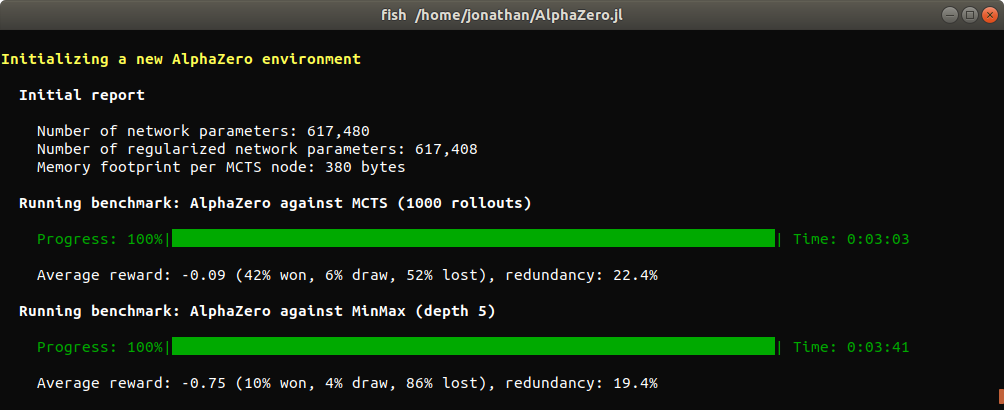 fish /home/jonathan/AlphaZero.jl
Initializing a new AlphaZero environment
Initial report
Number of network parameters: 617,480
Number of regularized network parameters: 617,408
Memory footprint per MCTS node: 380 bytes
Running benchmark: AlphaZero against MCTS (1000 rollouts)
Progress: 100%| | Time: 0:03:03
Average reward: -0.09 (42% won, 6% draw, 52% lost), redundancy: 22.4%
Running benchmark: AlphaZero against MinMax (depth 5)
Progress: 100%| | Time: 0:03:41
Average reward: -0.75 (10% won, 4% draw, 86% lost), redundancy: 19.4%